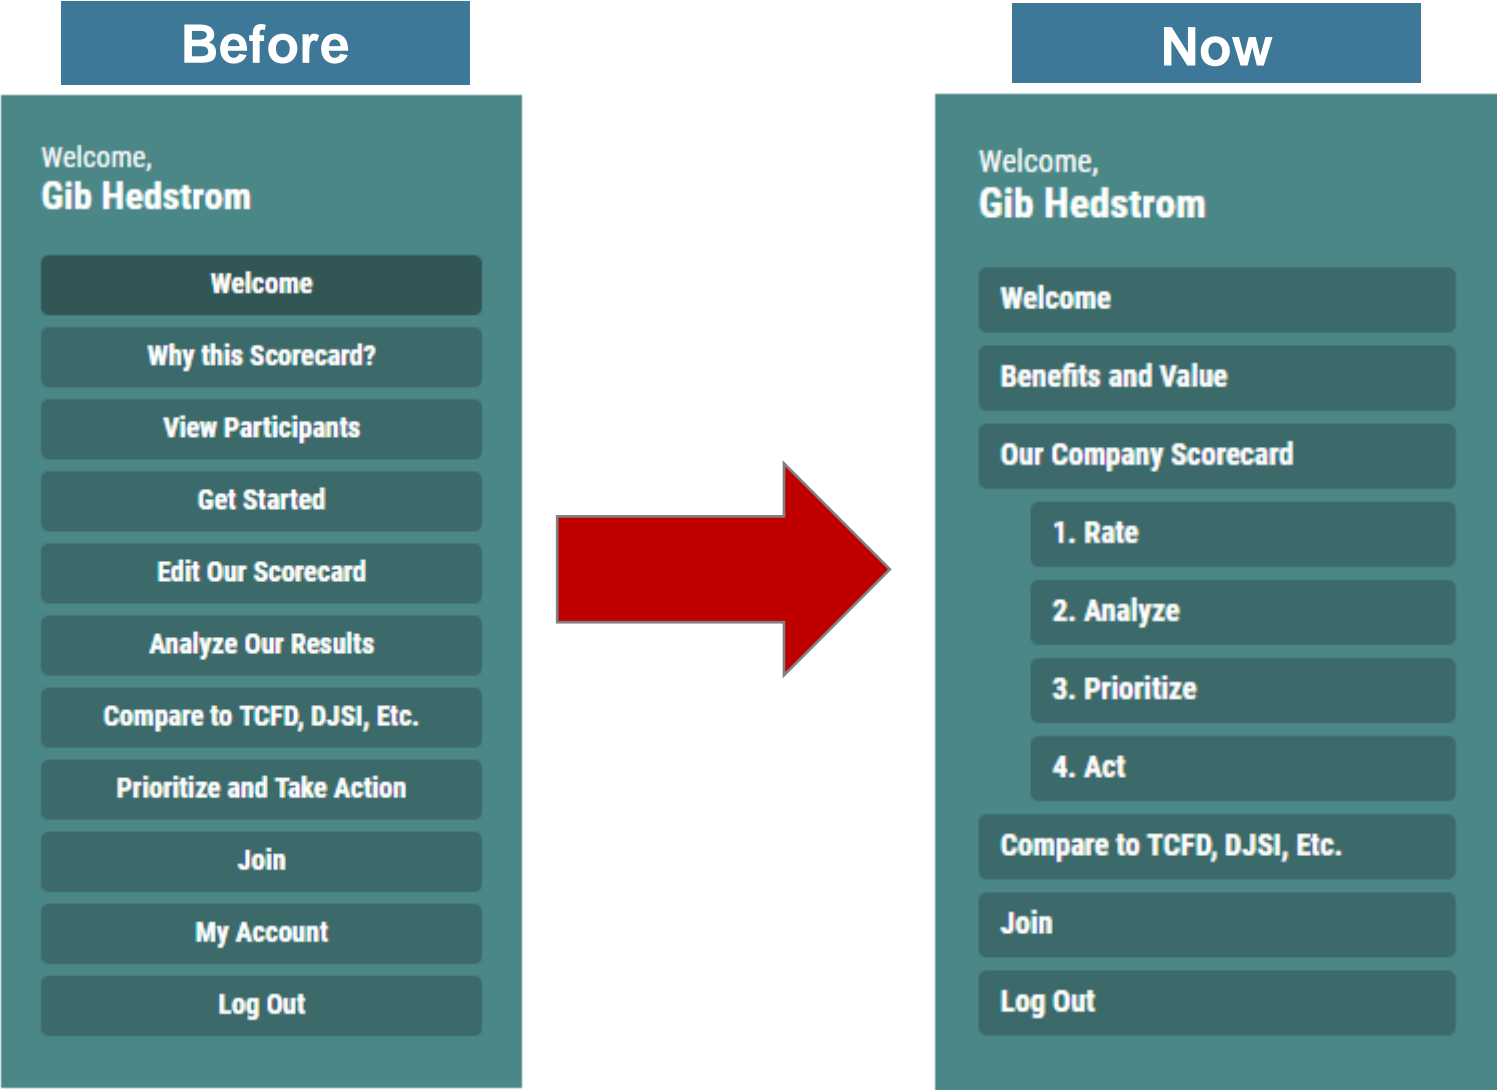 Before
Welcome,
Gib Hedstrom
Welcome
Why this Scorecard?
View Participants
Get Started
Edit Our Scorecard
Analyze Our Results
Compare to TCFD, DJSI, Etc.
Prioritize and Take Action
Join
My Account
Log Out
Now
Welcome,
Gib Hedstrom
Welcome
Benefits and Value
Our Company Scorecard
1. Rate
2. Analyze
3. Prioritize
4. Act
Compare to TCFD, DJSI, Etc.
Join
Log Out